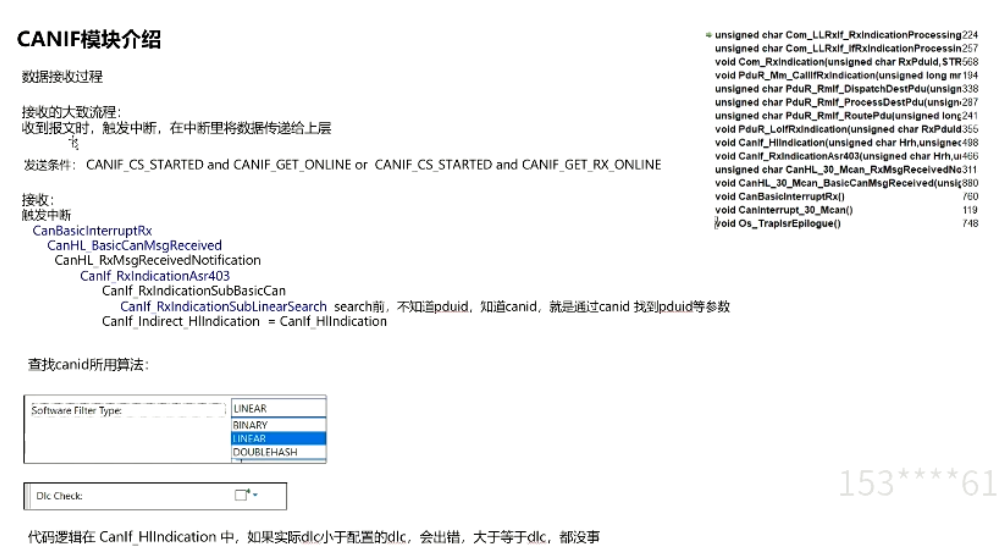 CANIF模块介绍
数据接收过程
接收的大致流程：
收到报文时，触发中断，在中断里将数据传递给上层
发送条件： CANIF_CS_STARTED and CANIF_GET_ONLINE or CANIF_CS_STARTED and CANIF_GET_RX_ONLINE
接收：
触发中断
CanBasicInterruptRx
CanHL_BasicCanMsgReceived
CanHL_RxMsgReceivedNotification
CanIf_RxIndicationAsr403
CanIf_RxIndicationSubBasicCan
CanIf_RxIndicationSubLinearSearch search前，不知道pduid，知道canid，就是通过canid 找到pduid等参数
CanIf_Indirect_HlIndication = CanIf_HlIndication
查找canid所用算法：
Software Filter Type:
LINEAR
BINARY
LINEAR
DOUBLEHASH
Dlc Check:
代码逻辑在 CanIf_HlIndication 中，如果实际dlc小于配置的dlc，会出错，大于等于dlc，都没事
unsigned char Com_LLRxIf_RxIndicationProcessing 224
unsigned char Com_LLRxIf_IfRxIndicationProcessin 257
void Com_RxIndication(unsigned char RxPduId,STR 568
void PduR_Mm_CallIfRxIndication(unsigned long mr 194
unsigned char PduR_RmIf_DispatchDestPdu(unsign 338
unsigned char PduR_RmIf_ProcessDestPdu(unsign 287
unsigned char PduR_RmIf_RoutePdu(unsigned long 241
void PduR_LoIfRxIndication(unsigned char RxPduId 355
void CanIf_HlIndication(unsigned char Hrh,unsignec 498
void CanIf_RxIndicationAsr403(unsigned char Hrh,u 466
unsigned char CanHL_30_Mcan_RxMsgReceivedNo 311
void CanHL_30_Mcan_BasicCanMsgReceived(unsig 880
void CanBasicInterruptRx() 760
void CanInterrupt_30_Mcan() 119
void Os_TrapIsrEpilogue() 748
153****61